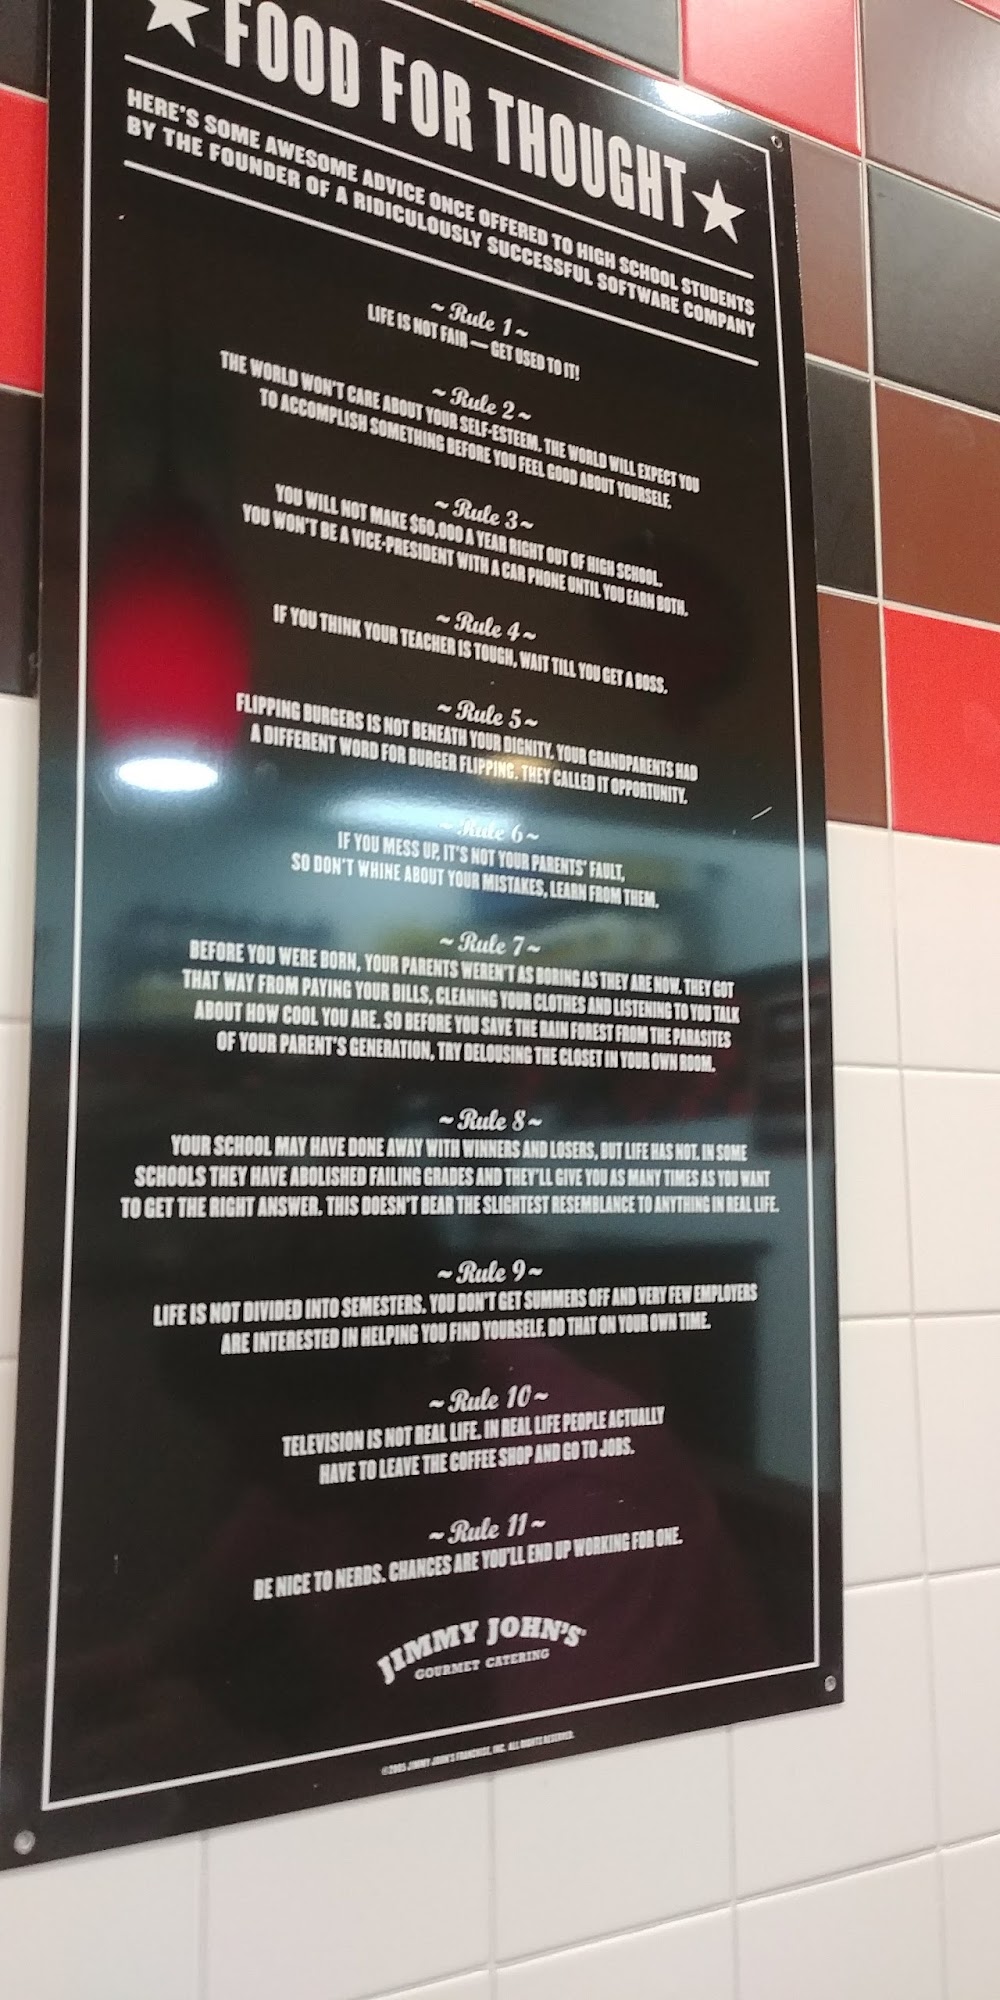 ★ FOOD FOR THOUGHT ★
HERE'S SOME AWESOME ADVICE ONCE OFFERED TO HIGH SCHOOL STUDENTS
BY THE FOUNDER OF A RIDICULOUSLY SUCCESSFUL SOFTWARE COMPANY
~ Rule 1 ~
LIFE IS NOT FAIR — GET USED TO IT!
~ Rule 2 ~
THE WORLD WON'T CARE ABOUT YOUR SELF-ESTEEM. THE WORLD WILL EXPECT YOU
TO ACCOMPLISH SOMETHING BEFORE YOU FEEL GOOD ABOUT YOURSELF.
~ Rule 3 ~
YOU WILL NOT MAKE $60,000 A YEAR RIGHT OUT OF HIGH SCHOOL.
YOU WON'T BE A VICE-PRESIDENT WITH A CAR PHONE UNTIL YOU EARN BOTH.
~ Rule 4 ~
IF YOU THINK YOUR TEACHER IS TOUGH, WAIT TILL YOU GET A BOSS.
~ Rule 5 ~
FLIPPING BURGERS IS NOT BENEATH YOUR DIGNITY. YOUR GRANDPARENTS HAD
A DIFFERENT WORD FOR BURGER FLIPPING. THEY CALLED IT OPPORTUNITY.
~ Rule 6 ~
IF YOU MESS UP, IT'S NOT YOUR PARENTS' FAULT,
SO DON'T WHINE ABOUT YOUR MISTAKES, LEARN FROM THEM.
~ Rule 7 ~
BEFORE YOU WERE BORN, YOUR PARENTS WEREN'T AS BORING AS THEY ARE NOW. THEY GOT
THAT WAY FROM PAYING YOUR BILLS, CLEANING YOUR CLOTHES AND LISTENING TO YOU TALK
ABOUT HOW COOL YOU ARE. SO BEFORE YOU SAVE THE RAIN FOREST FROM THE PARASITES
OF YOUR PARENT'S GENERATION, TRY DELOUSING THE CLOSET IN YOUR OWN ROOM.
~ Rule 8 ~
YOUR SCHOOL MAY HAVE DONE AWAY WITH WINNERS AND LOSERS, BUT LIFE HAS NOT. IN SOME
SCHOOLS THEY HAVE ABOLISHED FAILING GRADES AND THEY'LL GIVE YOU AS MANY TIMES AS YOU WANT
TO GET THE RIGHT ANSWER. THIS DOESN'T BEAR THE SLIGHTEST RESEMBLANCE TO ANYTHING IN REAL LIFE.
~ Rule 9 ~
LIFE IS NOT DIVIDED INTO SEMESTERS. YOU DON'T GET SUMMERS OFF AND VERY FEW EMPLOYERS
ARE INTERESTED IN HELPING YOU FIND YOURSELF. DO THAT ON YOUR OWN TIME.
~ Rule 10 ~
TELEVISION IS NOT REAL LIFE. IN REAL LIFE PEOPLE ACTUALLY
HAVE TO LEAVE THE COFFEE SHOP AND GO TO JOBS.
~ Rule 11 ~
BE NICE TO NERDS. CHANCES ARE YOU'LL END UP WORKING FOR ONE.
JIMMY JOHN'S
GOURMET CATERING
©2005 JIMMY JOHN'S FRANCHISE, INC. ALL RIGHTS RESERVED.